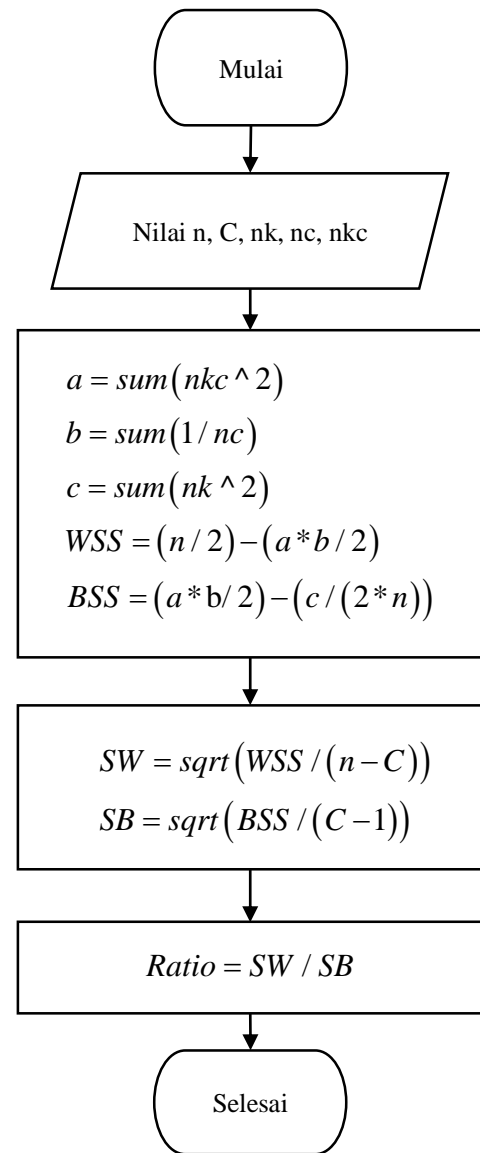 Mulai
Nilai n, C, nk, nc, nkc
a = sum(nkc ^ 2)
b = sum(1/ nc)
c = sum(nk ^ 2)
WSS = (n / 2) − (a * b / 2)
BSS = (a * b/ 2) − (c / (2 * n))
SW = sqrt(WSS / (n − C))
SB = sqrt(BSS / (C − 1))
Ratio = SW / SB
Selesai